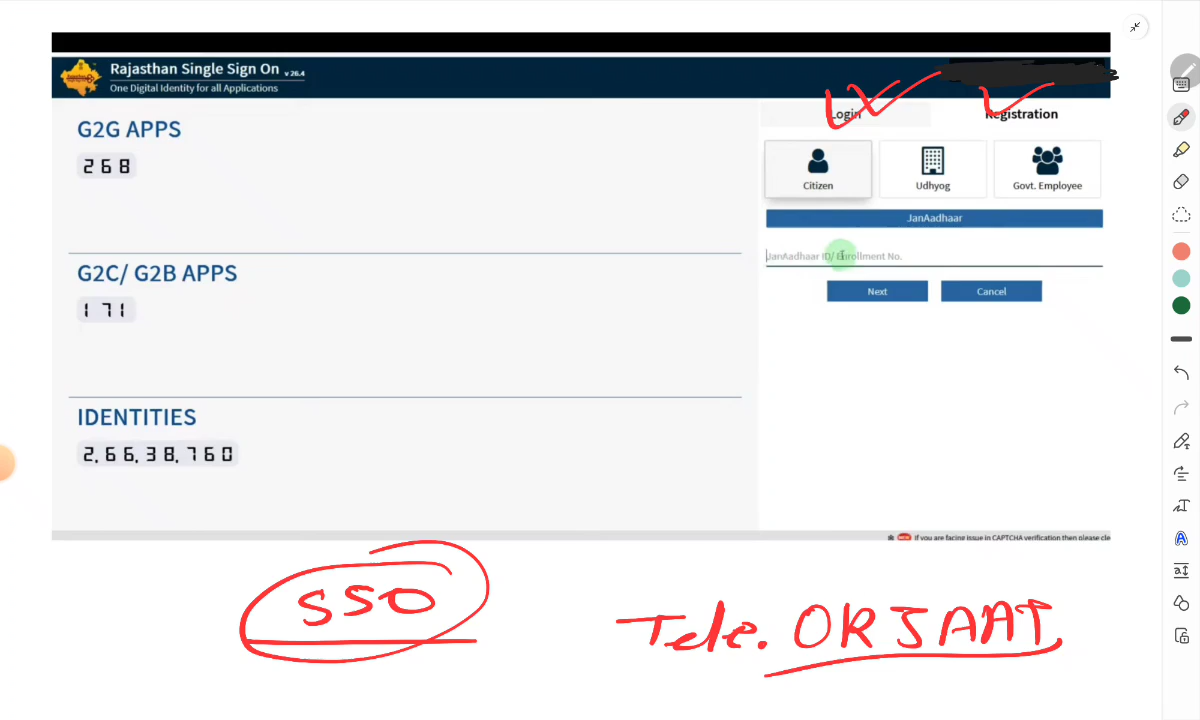 Rajasthan Single Sign On v 26.4
One Digital Identity for all Applications
Login
Registration
G2G APPS
268
Citizen
Udhyog
Govt. Employee
JanAadhaar
JanAadhaar ID/ Enrollment No.
Next
Cancel
G2C/ G2B APPS
171
IDENTITIES
2,66,38,760
NEW If you are facing issue in CAPTCHA verification then please cle
SSO
Tele. ORJAAT